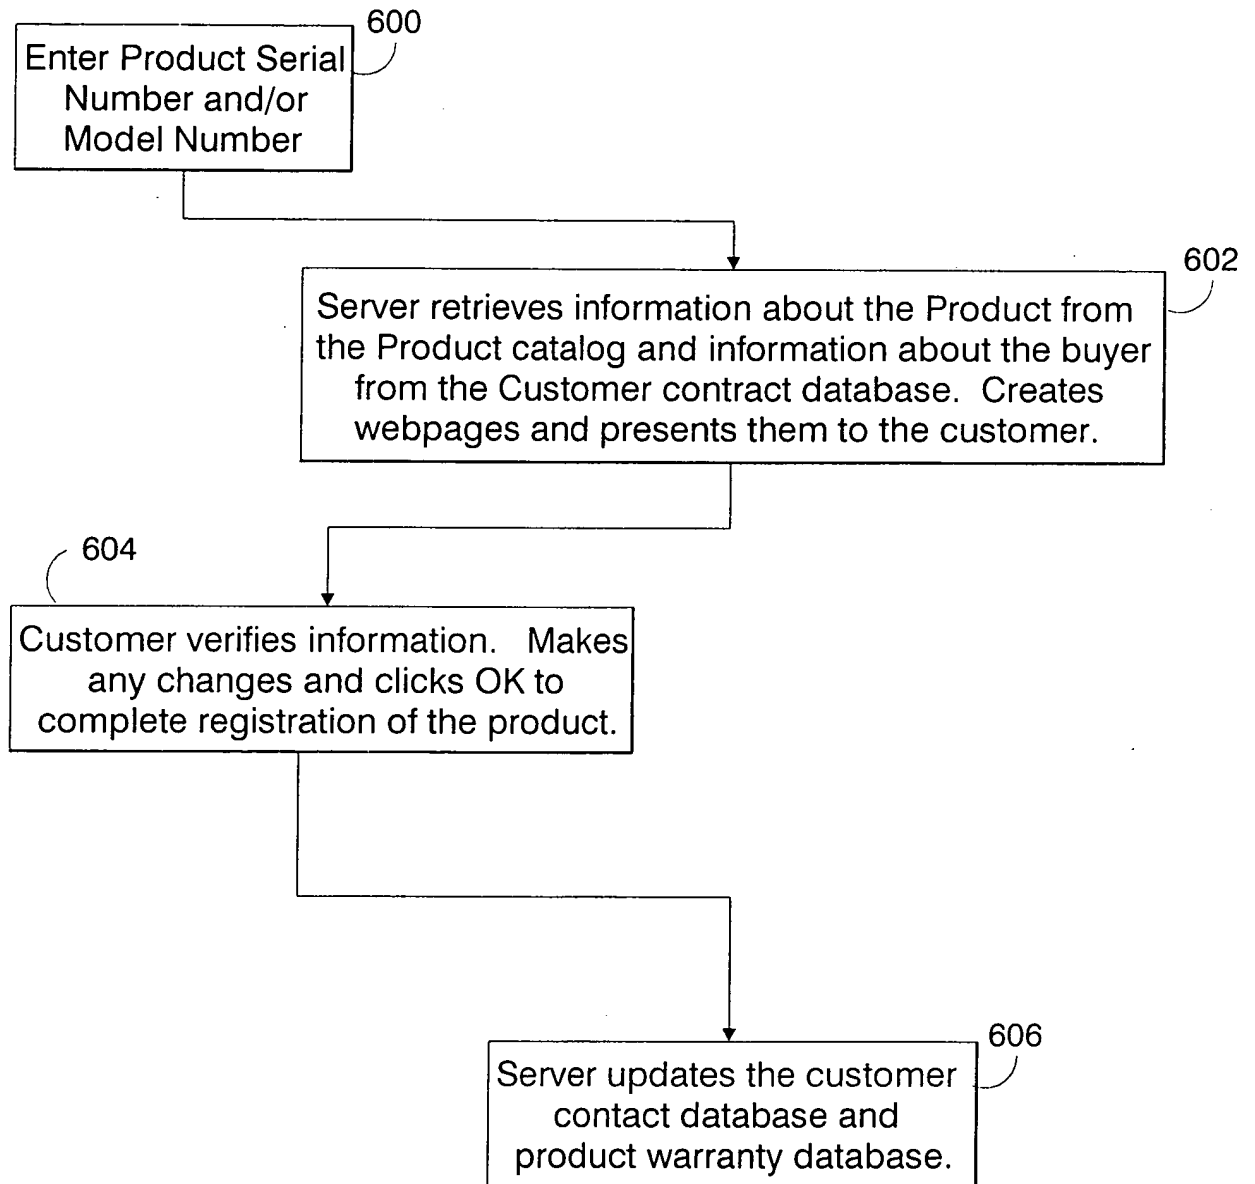 600
Enter Product Serial
Number and/or
Model Number
602
Server retrieves information about the Product from
the Product catalog and information about the buyer
from the Customer contract database. Creates
webpages and presents them to the customer.
604
Customer verifies information. Makes
any changes and clicks OK to
complete registration of the product.
606
Server updates the customer
contact database and
product warranty database.